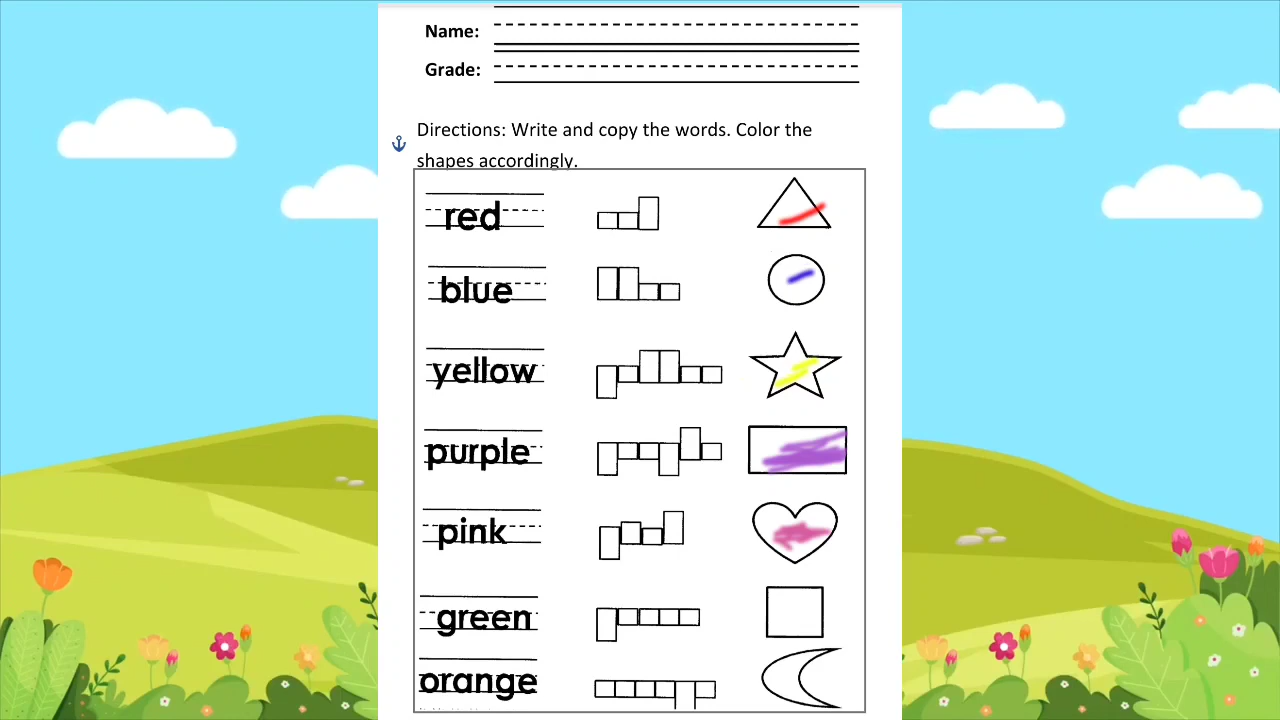 Name:
Grade:
Directions: Write and copy the words. Color the
shapes accordingly.
red
blue
yellow
purple
pink
green
orange